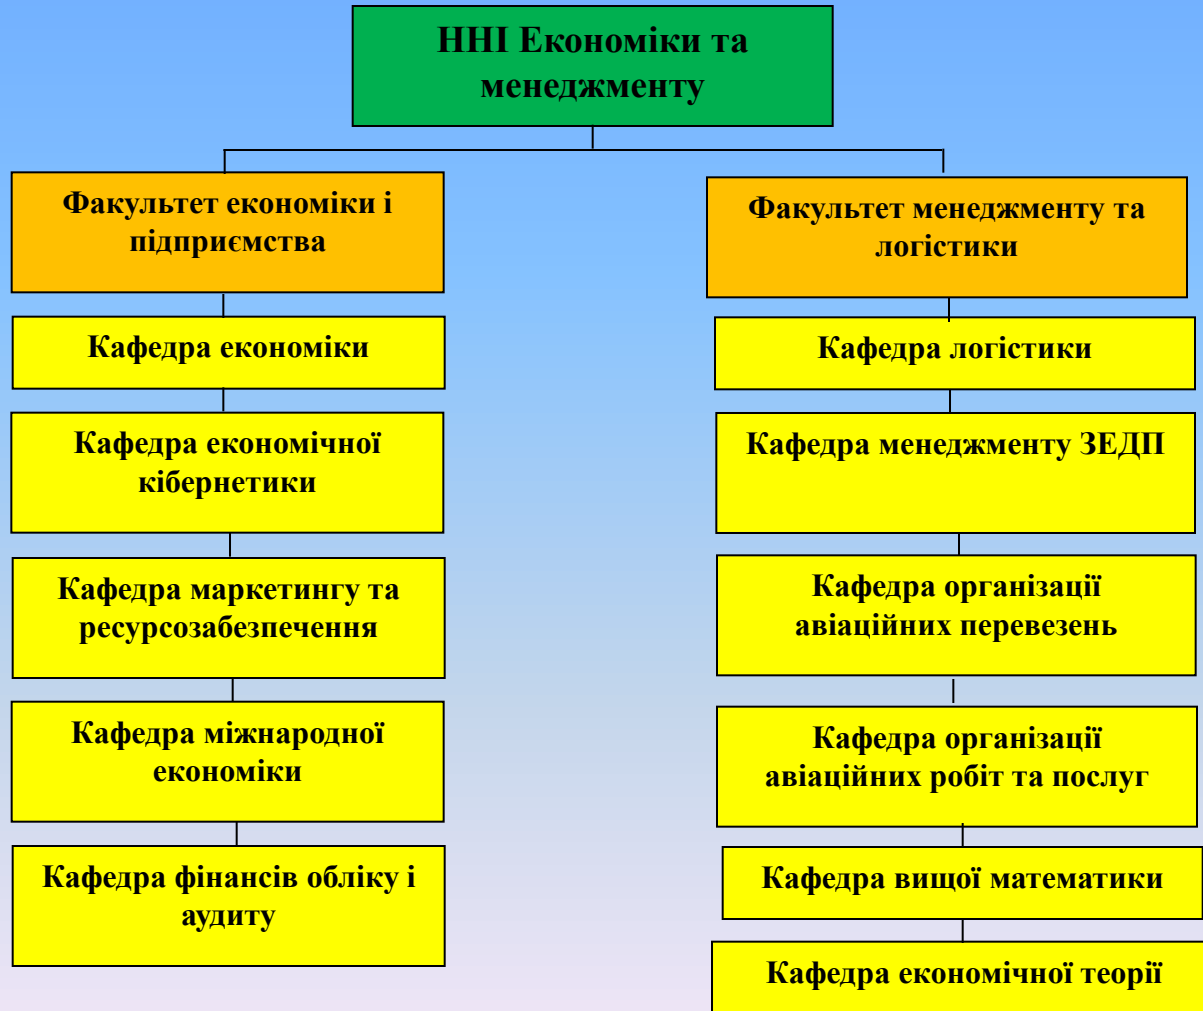 ННІ Економіки та
менеджменту
Факультет економіки і
підприємства
Кафедра економіки
Кафедра економічної
кібернетики
Кафедра маркетингу та
ресурсозабезпечення
Кафедра міжнародної
економіки
Кафедра фінансів обліку і
аудиту
Факультет менеджменту та
логістики
Кафедра логістики
Кафедра менеджменту ЗЕДП
Кафедра організації
авіаційних перевезень
Кафедра організації
авіаційних робіт та послуг
Кафедра вищої математики
Кафедра економічної теорії